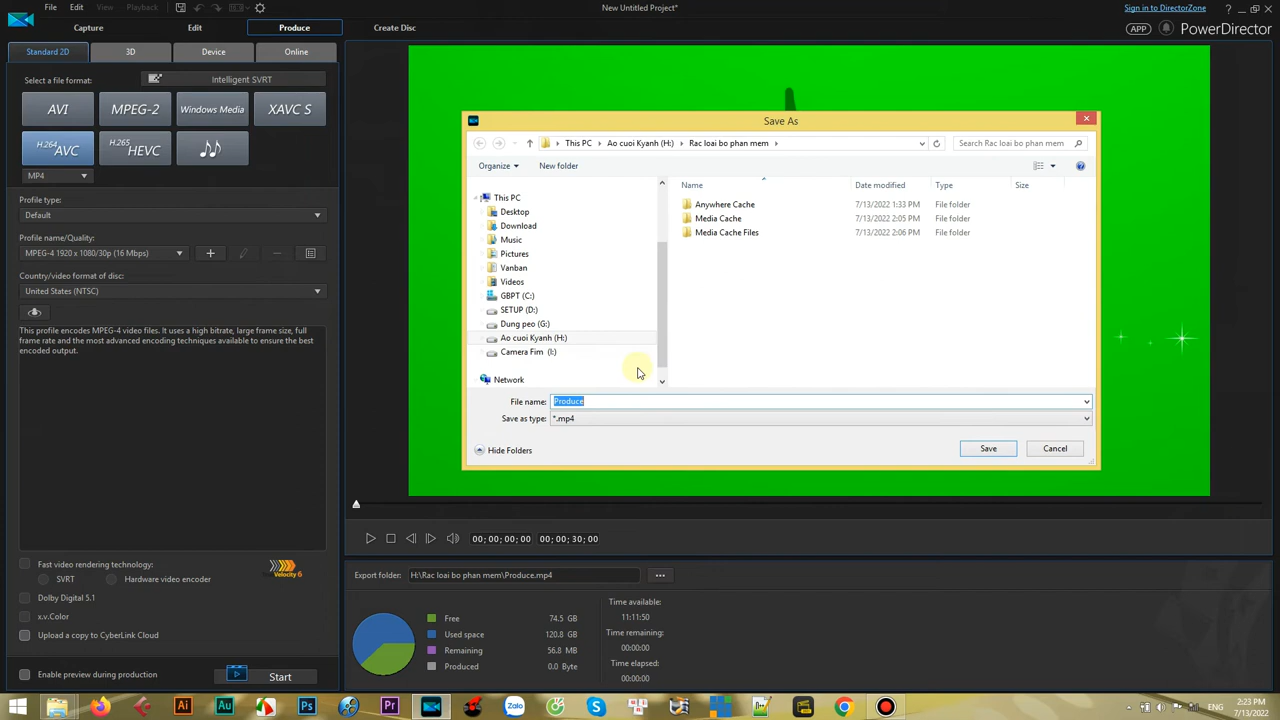 File Edit View Playback
New Untitled Project*
Sign in to DirectorZone
Capture Edit Produce Create Disc
APP PowerDirector
Standard 2D 3D Device Online
Select a file format: Intelligent SVRT
AVI MPEG-2 Windows Media XAVC S
H.264 AVC H.265 HEVC
MP4
Profile type:
Default
Profile name/Quality:
MPEG-4 1920 x 1080/30p (16 Mbps)
Country/video format of disc:
United States (NTSC)
This profile encodes MPEG-4 video files. It uses a high bitrate, large frame size, full
frame rate and the most advanced encoding techniques available to ensure the best
encoded output.
Fast video rendering technology:
SVRT Hardware video encoder
Dolby Digital 5.1
x.v.Color
Upload a copy to CyberLink Cloud
Enable preview during production
Start
Save As
This PC Ao cuoi Kyanh (H:) Rac loai bo phan mem
Search Rac loai bo phan mem
Organize New folder
Name Date modified Type Size
Anywhere Cache 7/13/2022 1:33 PM File folder
Media Cache 7/13/2022 2:05 PM File folder
Media Cache Files 7/13/2022 2:06 PM File folder
This PC
Desktop
Download
Music
Pictures
Vanban
Videos
GBPT (C:)
SETUP (D:)
Dung peo (G:)
Ao cuoi Kyanh (H:)
Camera Fim (I:)
Network
File name: Produce
Save as type: *.mp4
Hide Folders
Save Cancel
00; 00; 00; 00 00; 00; 30; 00
Export folder: H:\Rac loai bo phan mem\Produce.mp4
Free 74.5 GB
Used space 120.8 GB
Remaining 56.8 MB
Produced 0.0 Byte
Time available:
11:11:50
Time remaining:
00:00:00
Time elapsed:
00:00:00
Ai Au Ps Pr Zalo
ENG
2:23 PM
7/13/2022